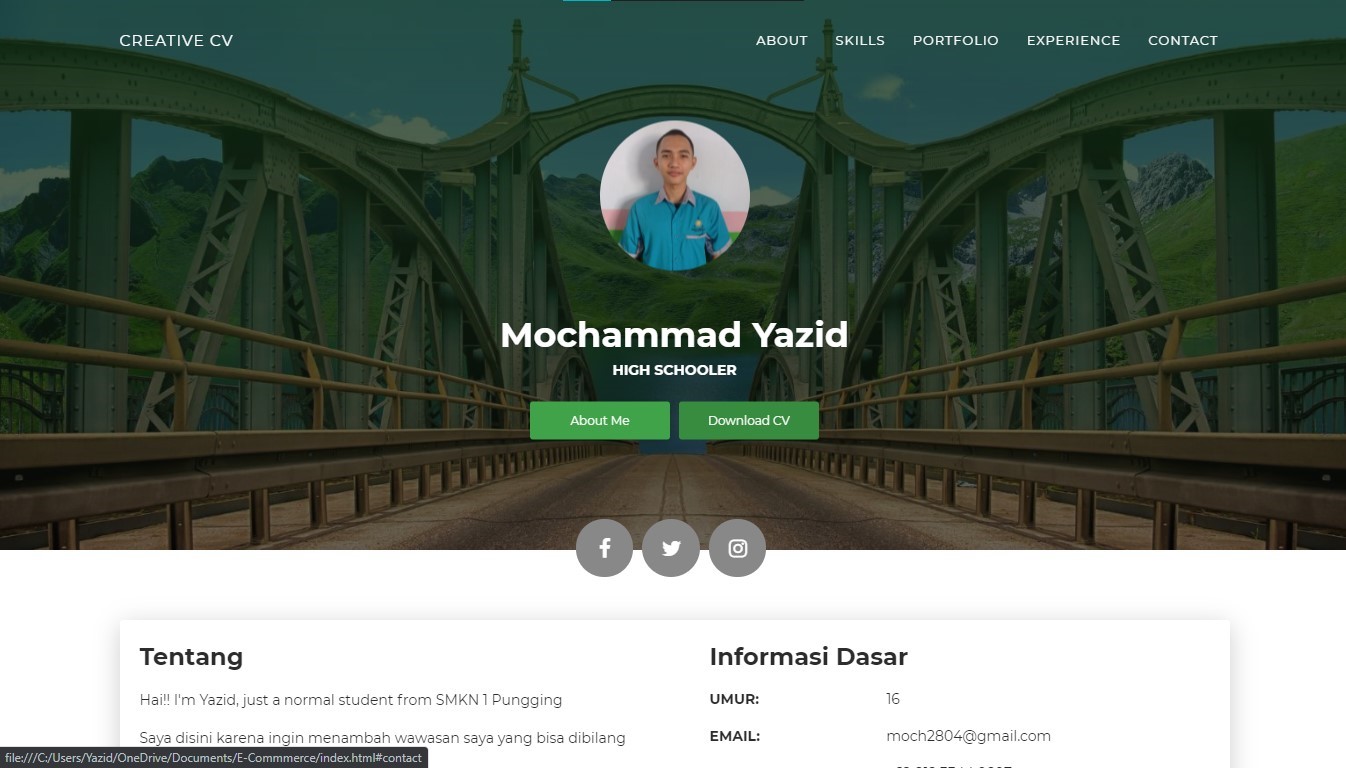 CREATIVE CV
ABOUT SKILLS PORTFOLIO EXPERIENCE CONTACT
Mochammad Yazid
HIGH SCHOOLER
About Me
Download CV
Tentang
Hai!! I'm Yazid, just a normal student from SMKN 1 Pungging
Saya disini karena ingin menambah wawasan saya yang bisa dibilang
Informasi Dasar
UMUR: 16
EMAIL: moch2804@gmail.com
file:///C:/Users/Yazid/OneDrive/Documents/E-Commmerce/index.html#contact